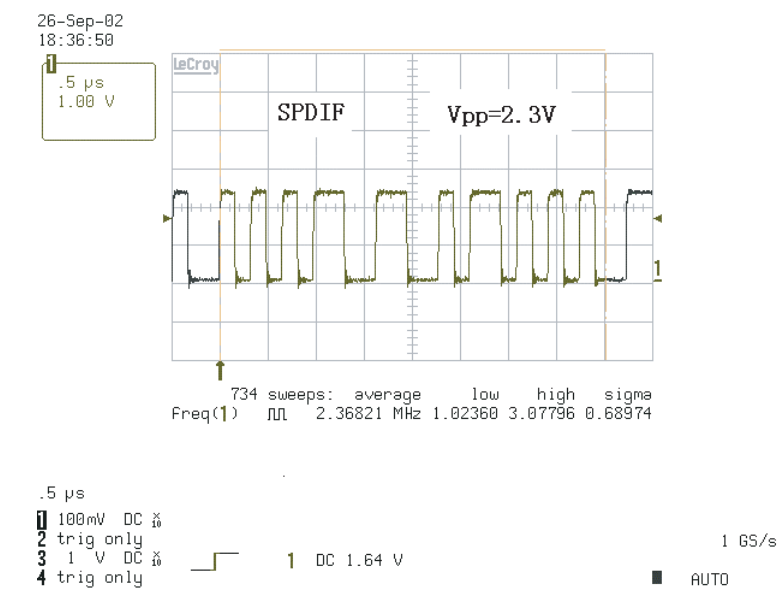 26-Sep-02
18:36:50
1
.5 µs
1.00 V
LeCroy
SPDIF
Vpp=2.3V
1
734 sweeps: average low high sigma
Freq(1) 2.36821 MHz 1.02360 3.07796 0.68974
.5 µs
1 100mV DC X10
2 trig only
3 1 V DC X10
4 trig only
1 DC 1.64 V
1 GS/s
AUTO